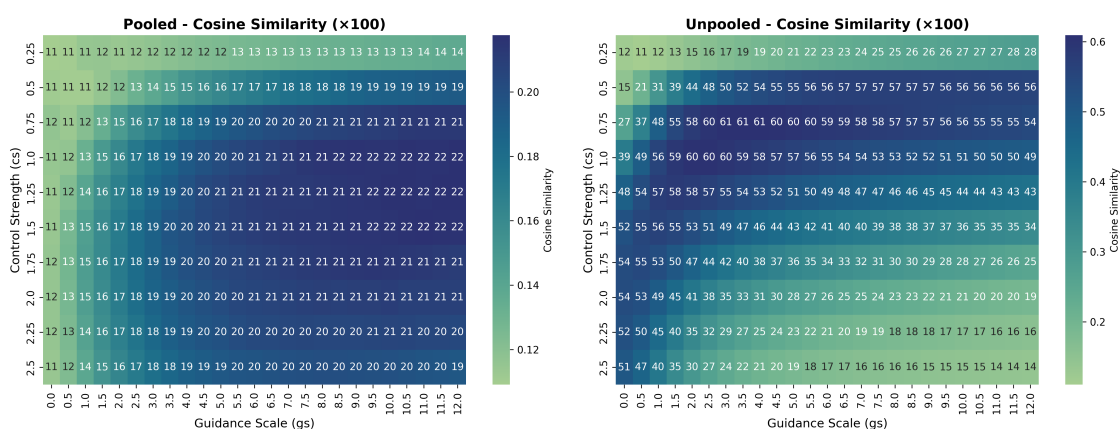 Pooled - Cosine Similarity (×100)
0.25 11 11 11 12 11 12 12 12 12 12 12 13 13 13 13 13 13 13 13 13 13 13 14 14 14
0.5 11 11 11 12 12 13 14 15 15 16 16 17 17 17 18 18 18 18 19 19 19 19 19 19 19
0.75 12 11 12 13 15 16 17 18 18 19 19 20 20 20 20 20 21 21 21 21 21 21 21 21 21
1.0 11 12 13 15 16 17 18 19 19 20 20 20 21 21 21 21 21 22 22 22 22 22 22 22 22
1.25 11 12 14 16 17 18 19 19 20 20 20 21 21 21 21 21 21 22 22 22 22 22 22 22 22
1.5 11 13 15 16 17 18 19 19 20 20 20 21 21 21 21 21 21 21 22 22 22 22 22 22 22
1.75 12 13 15 16 17 18 19 19 20 20 20 21 21 21 21 21 21 21 21 21 21 21 21 21 21
2.0 12 13 15 16 17 18 19 19 20 20 20 21 21 21 21 21 21 21 21 21 21 21 21 21 21
2.25 12 13 14 16 17 18 18 19 19 20 20 20 20 20 20 20 20 20 20 21 21 21 20 20 20
2.5 11 12 14 15 16 17 18 18 19 19 19 20 20 20 20 20 20 20 20 20 20 20 20 20 19
0.0 0.5 1.0 1.5 2.0 2.5 3.0 3.5 4.0 4.5 5.0 5.5 6.0 6.5 7.0 7.5 8.0 8.5 9.0 9.5 10.0 10.5 11.0 11.5 12.0
Control Strength (cs)
Guidance Scale (gs)
0.20
0.18
0.16
0.14
0.12
Cosine Similarity
Unpooled - Cosine Similarity (×100)
0.25 12 11 12 13 15 16 17 19 19 20 21 22 23 23 24 25 25 26 26 26 27 27 27 28 28
0.5 15 21 31 39 44 48 50 52 54 55 55 56 57 57 57 57 57 57 57 56 56 56 56 56 56
0.75 27 37 48 55 58 60 61 61 60 60 60 59 59 58 58 57 57 57 56 56 56 55 55 55 54
1.0 39 49 56 59 60 60 60 59 58 57 57 56 55 54 54 53 53 52 52 51 51 50 50 50 49
1.25 48 54 57 58 58 57 55 54 53 52 51 50 49 48 47 47 46 46 45 45 44 44 43 43 43
1.5 52 55 56 55 53 51 49 47 46 44 43 42 41 40 40 39 38 38 37 37 36 35 35 35 34
1.75 54 55 53 50 47 44 42 40 38 37 36 35 34 33 32 31 30 30 29 28 28 27 26 26 25
2.0 54 53 49 45 41 38 35 33 31 30 28 27 26 25 25 24 23 23 22 21 21 20 20 20 19
2.25 52 50 45 40 35 32 29 27 25 24 23 22 21 20 19 19 18 18 18 17 17 17 16 16 16
2.5 51 47 40 35 30 27 24 22 21 20 19 18 17 17 16 16 16 16 15 15 15 15 15 14 14
0.0 0.5 1.0 1.5 2.0 2.5 3.0 3.5 4.0 4.5 5.0 5.5 6.0 6.5 7.0 7.5 8.0 8.5 9.0 9.5 10.0 10.5 11.0 11.5 12.0
Control Strength (cs)
Guidance Scale (gs)
0.6
0.5
0.4
0.3
0.2
Cosine Similarity